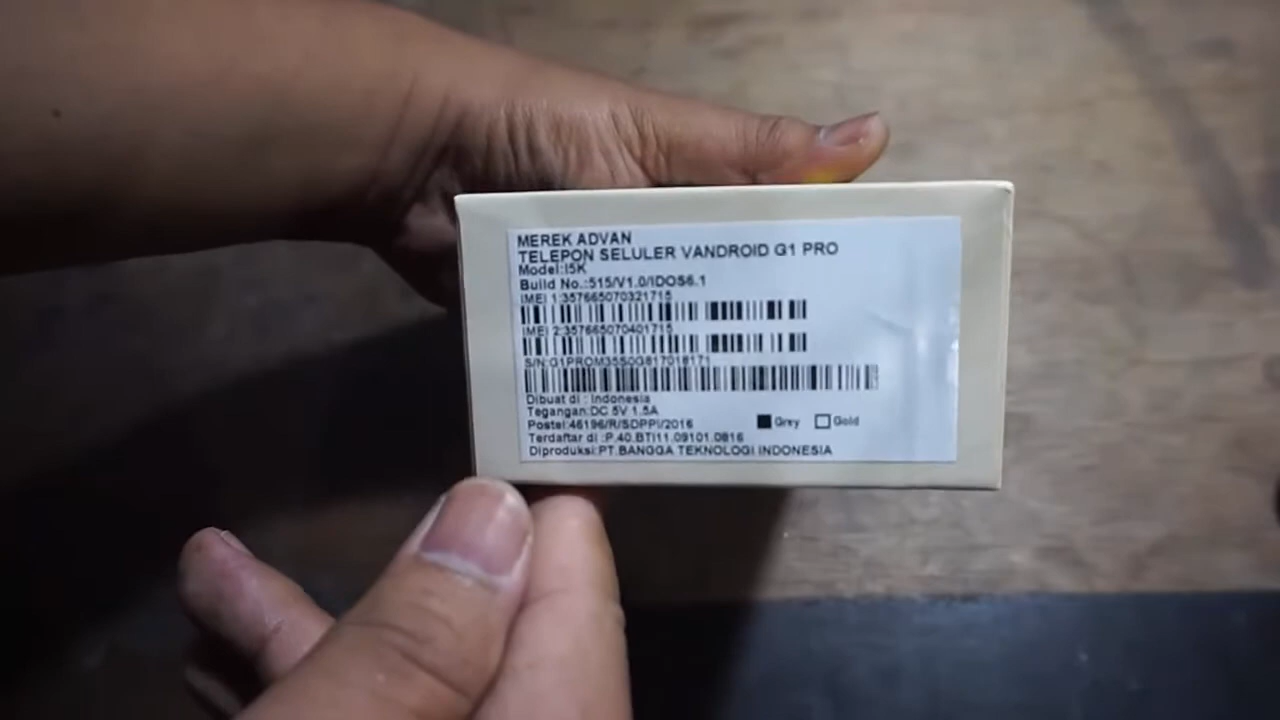 MEREK ADVAN
TELEPON SELULER VANDROID G1 PRO
Model:I5K
Build No.:515/V1.0/IDOS6.1
IMEI 1:357665070321715
IMEI 2:357665070401715
S/N:G1PROM35S0G817018171
Dibuat di : Indonesia
Tegangan:DC 5V 1.5A
Postel:46196/R/SDPPI/2016
Grey Gold
Terdaftar di :P.40.BTI11.09101.0816
Diproduksi:PT.BANGGA TEKNOLOGI INDONESIA